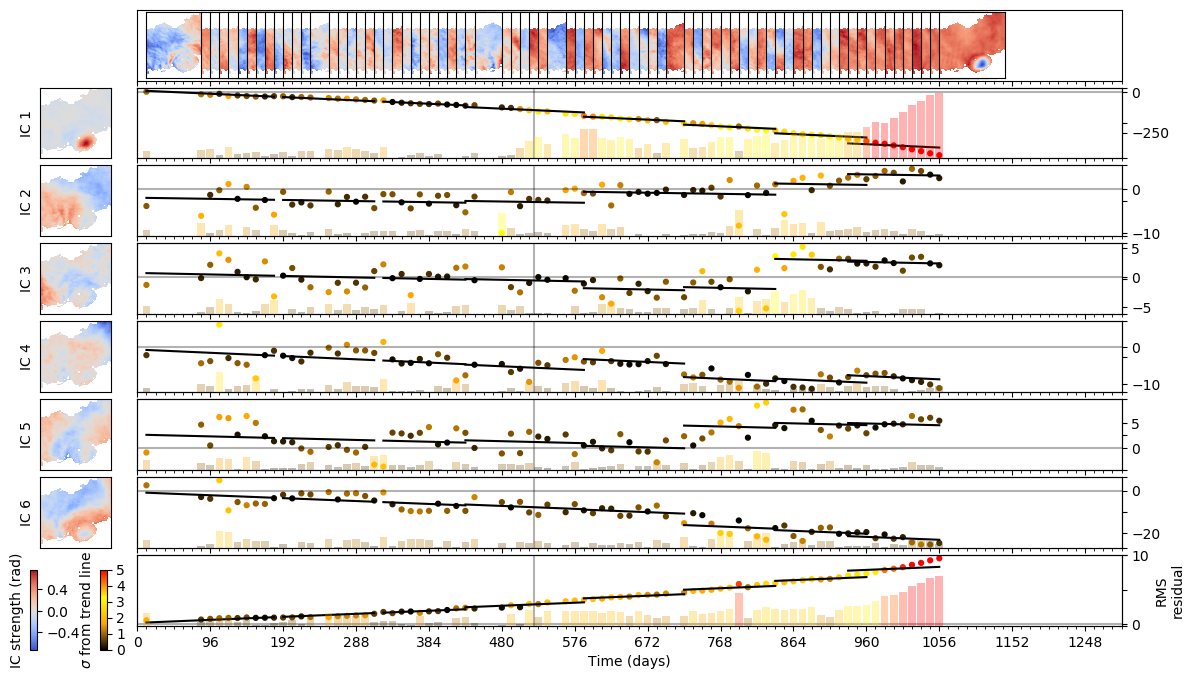 IC 1
0
−250
IC 2
0
−10
IC 3
5
0
−5
IC 4
0
−10
IC 5
5
0
IC 6
0
−20
10
0
RMS
residual
IC strength (rad)
0.4
0.0
−0.4
σ from trend line
5
4
3
2
1
0
0 96 192 288 384 480 576 672 768 864 960 1056 1152 1248
Time (days)